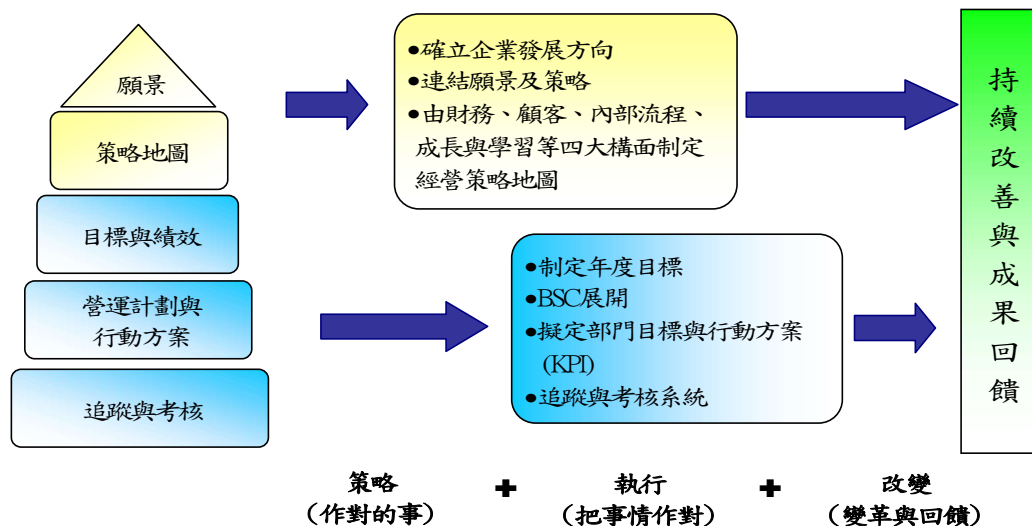 願景
策略地圖
目標與績效
營運計劃與
行動方案
追蹤與考核
●確立企業發展方向
●連結願景及策略
●由財務、顧客、內部流程、
成長與學習等四大構面制定
經營策略地圖
●制定年度目標
●BSC展開
●擬定部門目標與行動方案
(KPI)
●追蹤與考核系統
持
續
改
善
與
成
果
回
饋
策略 + 執行 + 改變
(作對的事) (把事情作對) (變革與回饋)